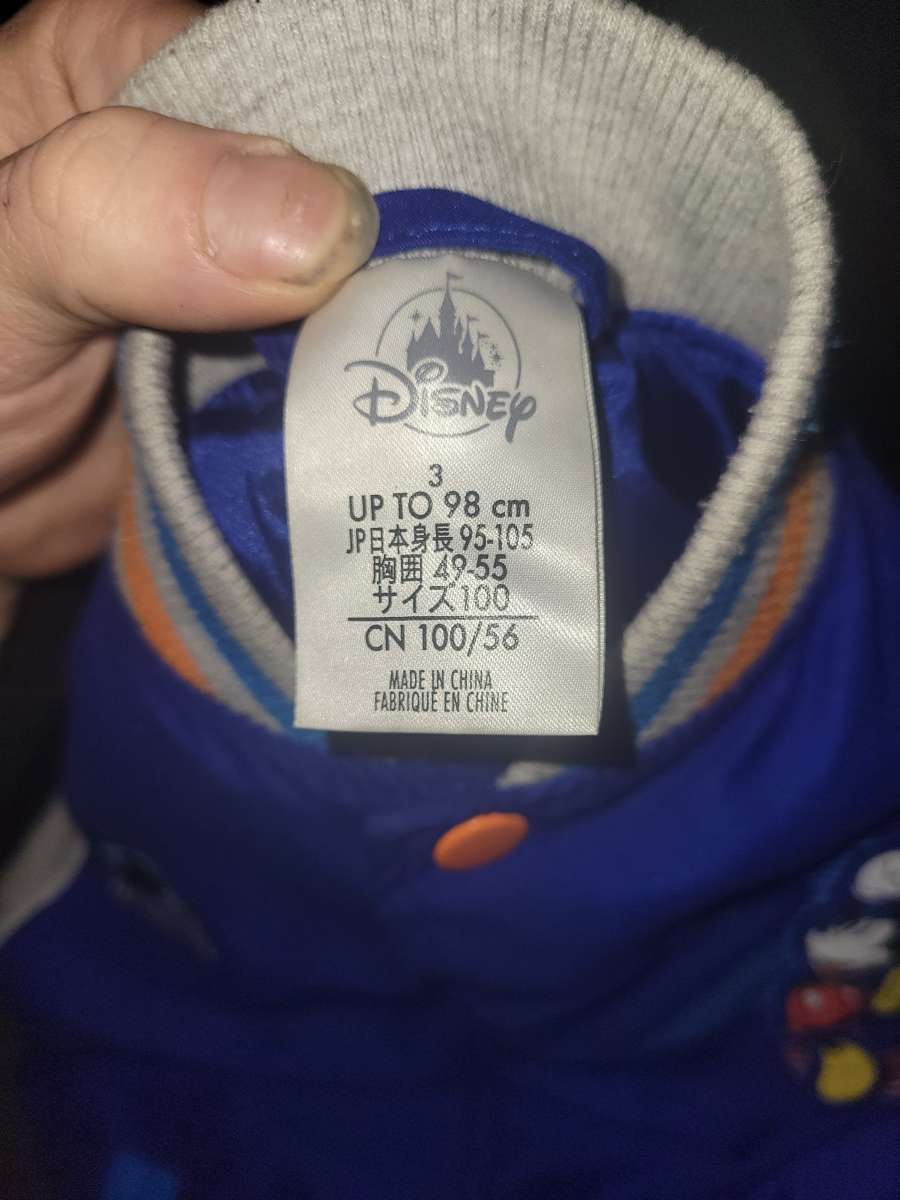 Disney
3
UP TO 98 cm
JP日本身長 95-105
胸囲 49-55
サイズ100
CN 100/56
MADE IN CHINA
FABRIQUÉ EN CHINE